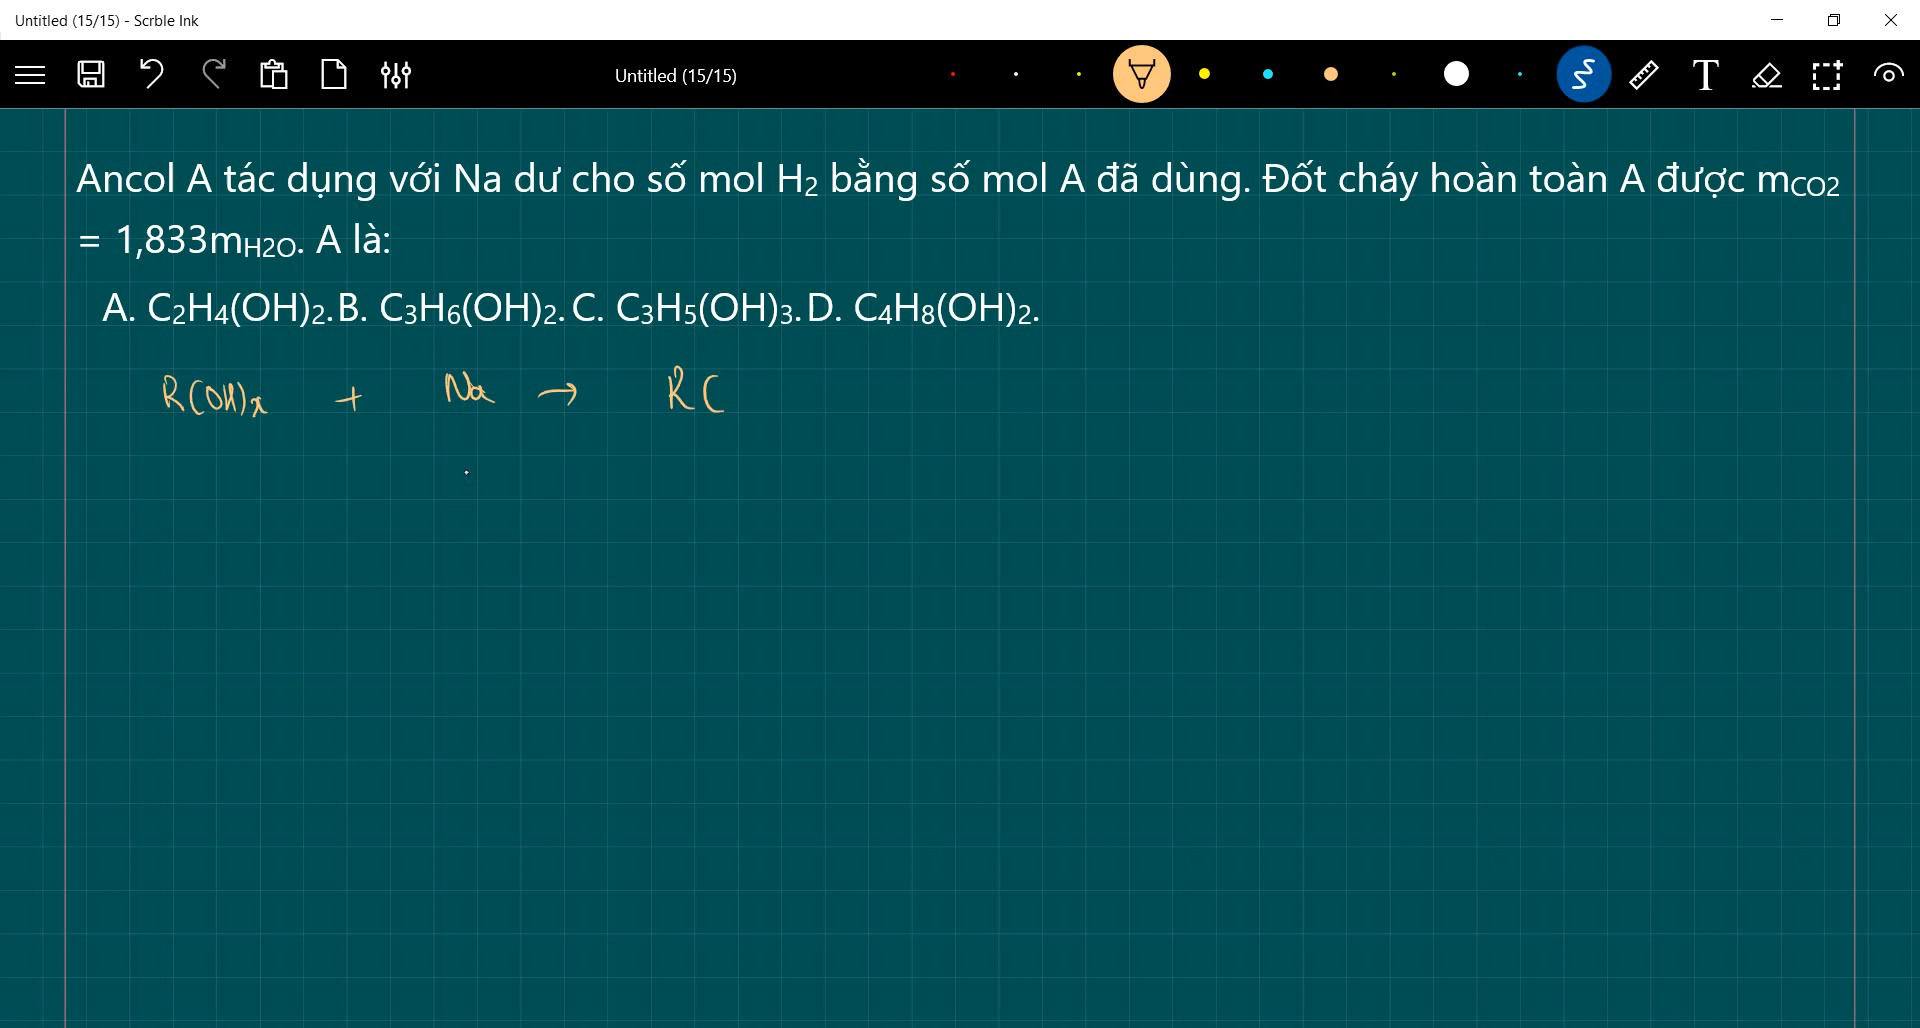 Untitled (15/15) - Scrble Ink
Untitled (15/15)
T
Ancol A tác dụng với Na dư cho số mol H₂ bằng số mol A đã dùng. Đốt cháy hoàn toàn A được mCO2
= 1,833mH2O. A là:
A. C₂H₄(OH)₂. B. C₃H₆(OH)₂. C. C₃H₅(OH)₃. D. C₄H₈(OH)₂.
R(OH)x + Na → R(